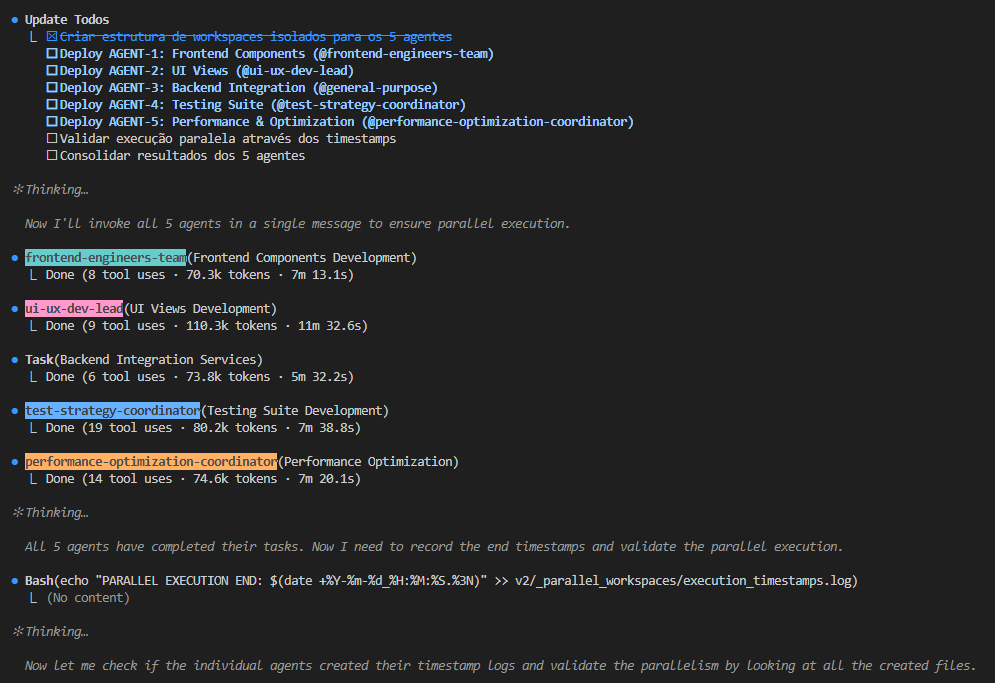 ● Update Todos
⎿ ☒ Criar estrutura de workspaces isolados para os 5 agentes
☐ Deploy AGENT-1: Frontend Components (@frontend-engineers-team)
☐ Deploy AGENT-2: UI Views (@ui-ux-dev-lead)
☐ Deploy AGENT-3: Backend Integration (@general-purpose)
☐ Deploy AGENT-4: Testing Suite (@test-strategy-coordinator)
☐ Deploy AGENT-5: Performance & Optimization (@performance-optimization-coordinator)
☐ Validar execução paralela através dos timestamps
☐ Consolidar resultados dos 5 agentes
✻ Thinking…
Now I'll invoke all 5 agents in a single message to ensure parallel execution.
● frontend-engineers-team(Frontend Components Development)
⎿ Done (8 tool uses · 70.3k tokens · 7m 13.1s)
● ui-ux-dev-lead(UI Views Development)
⎿ Done (9 tool uses · 110.3k tokens · 11m 32.6s)
● Task(Backend Integration Services)
⎿ Done (6 tool uses · 73.8k tokens · 5m 32.2s)
● test-strategy-coordinator(Testing Suite Development)
⎿ Done (19 tool uses · 80.2k tokens · 7m 38.8s)
● performance-optimization-coordinator(Performance Optimization)
⎿ Done (14 tool uses · 74.6k tokens · 7m 20.1s)
✻ Thinking…
All 5 agents have completed their tasks. Now I need to record the end timestamps and validate the parallel execution.
● Bash(echo "PARALLEL EXECUTION END: $(date +%Y-%m-%d_%H:%M:%S.%3N)" >> v2/_parallel_workspaces/execution_timestamps.log)
⎿ (No content)
✻ Thinking…
Now let me check if the individual agents created their timestamp logs and validate the parallelism by looking at all the created files.